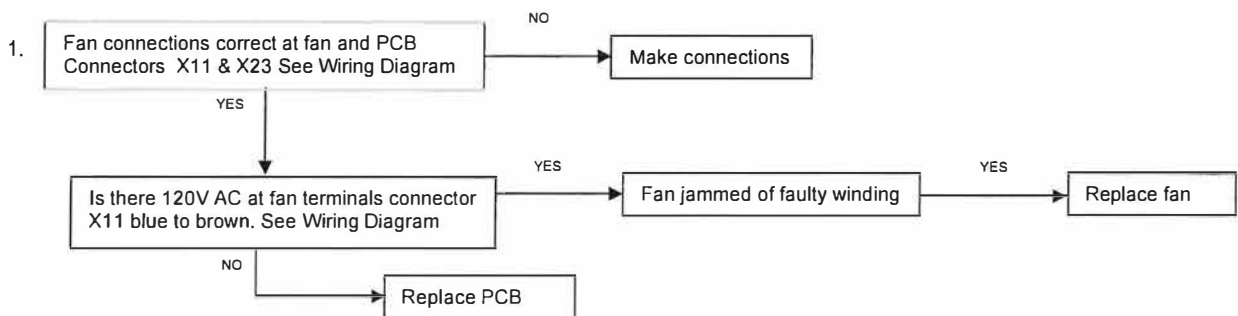 NO
1.
Fan connections correct at fan and PCB
Connectors X11 & X23 See Wiring Diagram
Make connections
YES
Is there 120V AC at fan terminals connector
X11 blue to brown. See Wiring Diagram
YES
Fan jammed of faulty winding
YES
Replace fan
NO
Replace PCB